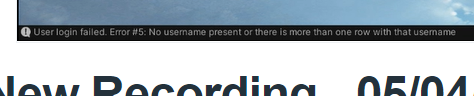 User login failed. Error #5: No username present or there is more than one row with that username
New Recording 05/04